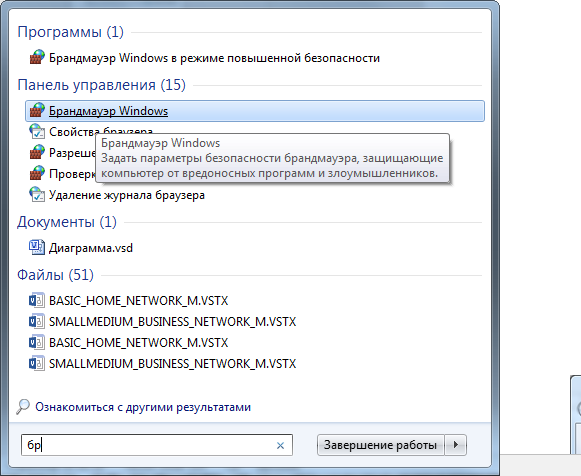 Программы (1)
Брандмауэр Windows в режиме повышенной безопасности
Панель управления (15)
Брандмауэр Windows
Свойства браузера
Брандмауэр Windows
Задать параметры безопасности брандмауэра, защищающие
компьютер от вредоносных программ и злоумышленников.
Разреше
Проверк
Удаление журнала браузера
Документы (1)
Диаграмма.vsd
Файлы (51)
BASIC_HOME_NETWORK_M.VSTX
SMALLMEDIUM_BUSINESS_NETWORK_M.VSTX
BASIC_HOME_NETWORK_M.VSTX
SMALLMEDIUM_BUSINESS_NETWORK_M.VSTX
Ознакомиться с другими результатами
бр
Завершение работы